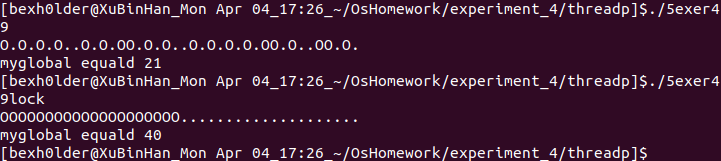 [bexh0lder@XuBinHan_Mon Apr 04_17:26_~/OsHomework/experiment_4/threadp]$./5exer4
9
O.O.O.O..O.O.OO.O.O..O.O.O.O.OO.O..OO.O.
myglobal equald 21
[bexh0lder@XuBinHan_Mon Apr 04_17:26_~/OsHomework/experiment_4/threadp]$./5exer4
9lock
OOOOOOOOOOOOOOOOOOOO....................
myglobal equald 40
[bexh0lder@XuBinHan_Mon Apr 04_17:26_~/OsHomework/experiment_4/threadp]$